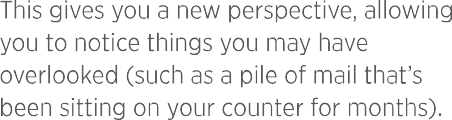 This gives you a new perspective, allowing
you to notice things you may have
overlooked (such as a pile of mail that’s
been sitting on your counter for months).